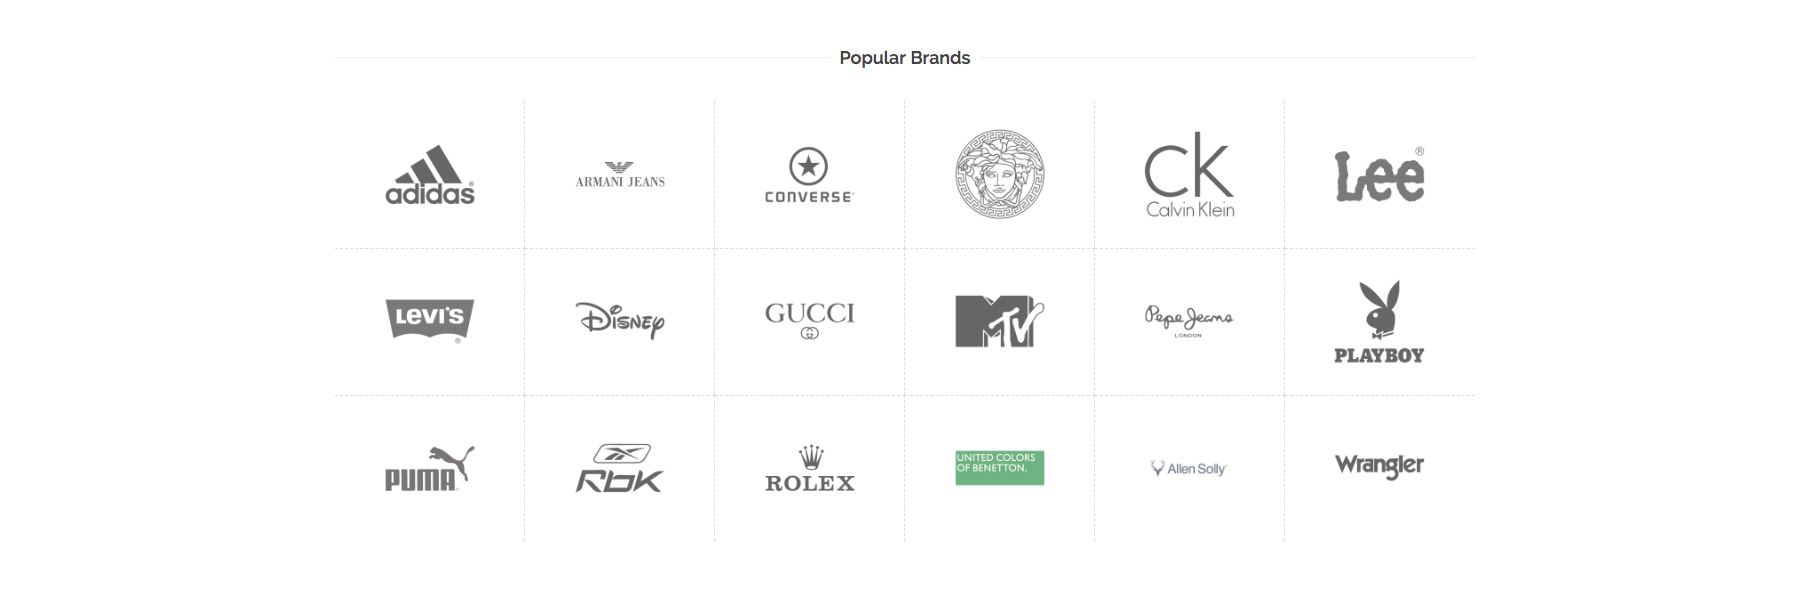 Popular Brands
adidas®
ARMANI JEANS
CONVERSE
ck
Calvin Klein
Lee®
LEVI'S
®
Disney
GUCCI
MTV
Pepe Jeans
LONDON
PLAYBOY
PUMA
Rbk
ROLEX
UNITED COLORS
OF BENETTON.
Allen Solly
Wrangler